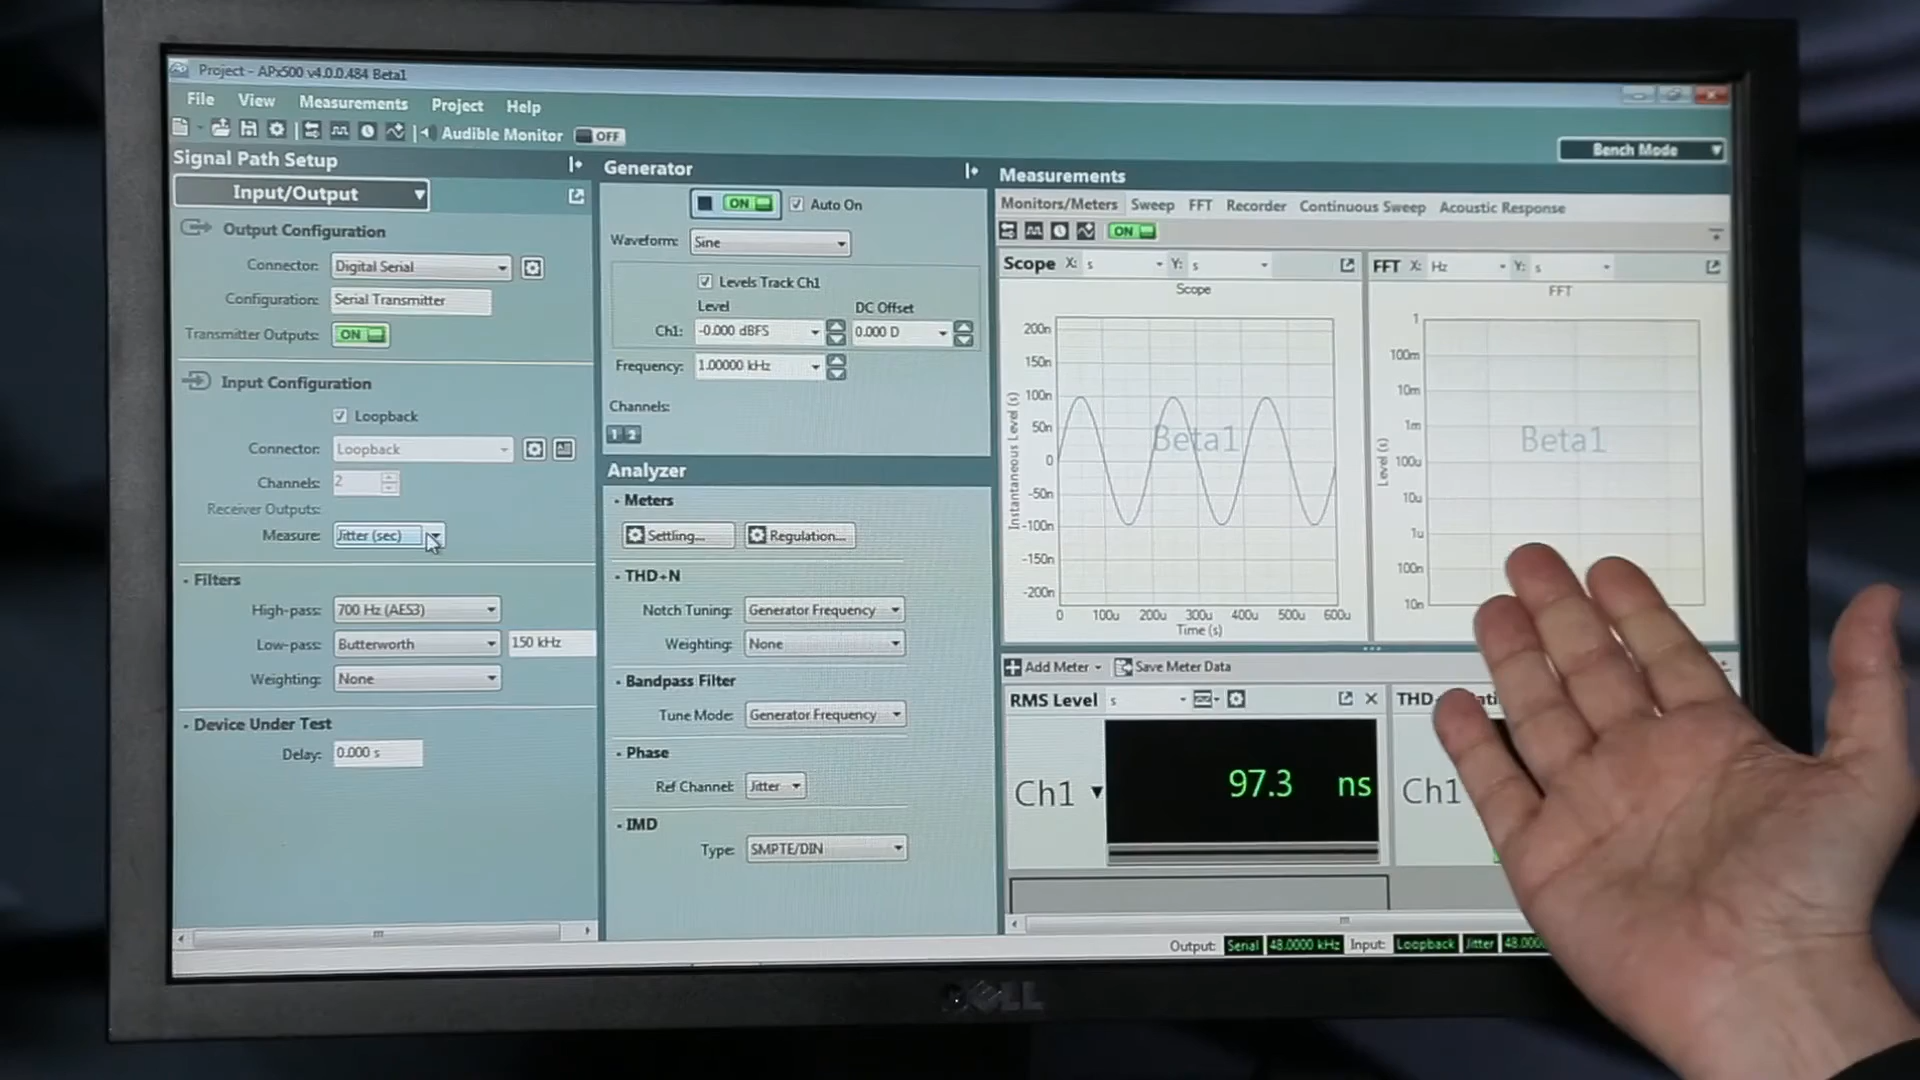 Project - APx500 v4.0.0.484 Beta1
File View Measurements Project Help
Audible Monitor OFF
Bench Mode
Signal Path Setup
Input/Output
Output Configuration
Connector: Digital Serial
Configuration: Serial Transmitter
Transmitter Outputs: ON
Input Configuration
Loopback
Connector: Loopback
Channels: 2
Receiver Outputs:
Measure: Jitter (sec)
- Filters
High-pass: 700 Hz (AES3)
Low-pass: Butterworth 150 kHz
Weighting: None
- Device Under Test
Delay: 0.000 s
Generator
ON Auto On
Waveform: Sine
Levels Track Ch1
Level DC Offset
Ch1: -0.000 dBFS 0.000 D
Frequency: 1.00000 kHz
Channels:
1 2
Analyzer
- Meters
Settling... Regulation...
- THD+N
Notch Tuning: Generator Frequency
Weighting: None
- Bandpass Filter
Tune Mode: Generator Frequency
- Phase
Ref Channel: Jitter
- IMD
Type: SMPTE/DIN
Measurements
Monitors/Meters Sweep FFT Recorder Continuous Sweep Acoustic Response
ON
Scope X: s Y: s
Scope
Instantaneous Level (s)
200n
150n
100n
50n
0
-50n
-100n
-150n
-200n
Beta1
0 100u 200u 300u 400u 500u 600u
Time (s)
FFT X: Hz Y: s
FFT
Level (s)
1
100m
10m
1m
100u
10u
1u
100n
10n
Beta1
Add Meter Save Meter Data
RMS Level s
Ch1 97.3 ns
THD
Ch1
Output: Serial 48.0000 kHz Input: Loopback Jitter 48.000
DELL